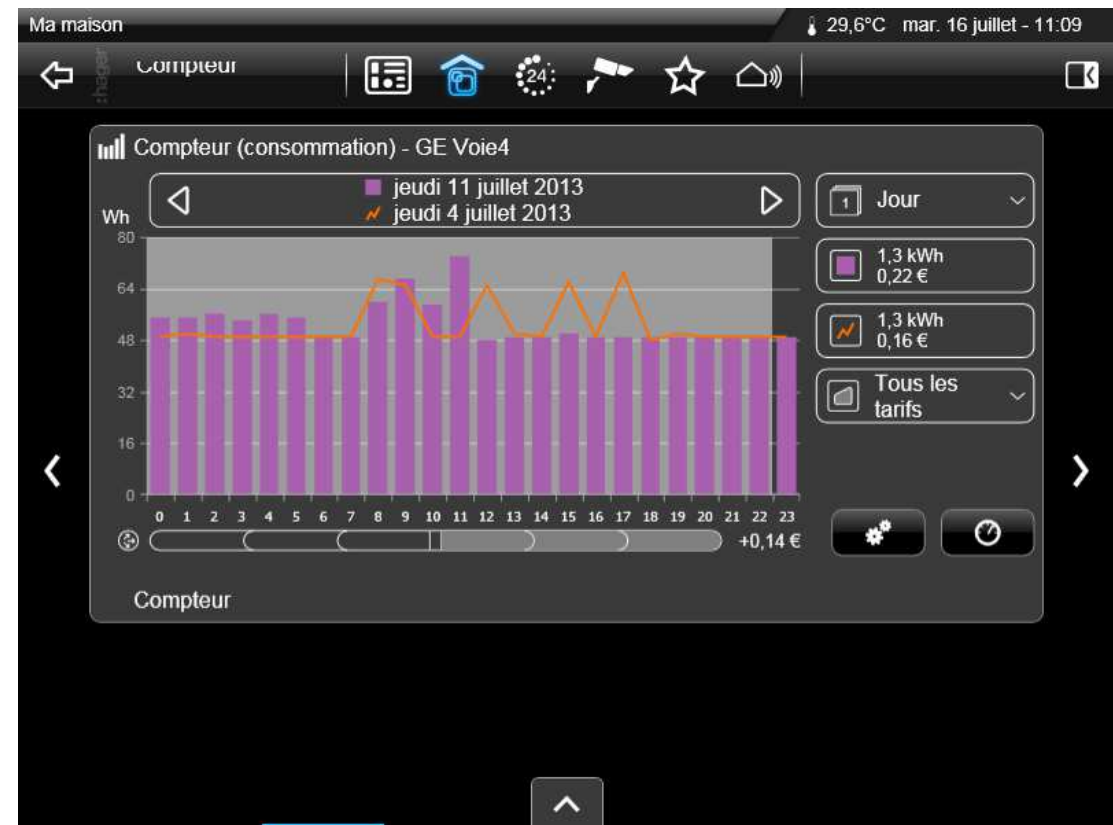 Ma maison
29,6°C mar. 16 juillet - 11:09
:hager
Compteur
24
Compteur (consommation) - GE Voie4
jeudi 11 juillet 2013
jeudi 4 juillet 2013
1 Jour
Wh
80
64
48
32
16
0
0 1 2 3 4 5 6 7 8 9 10 11 12 13 14 15 16 17 18 19 20 21 22 23
1,3 kWh
0,22 €
1,3 kWh
0,16 €
Tous les
tarifs
+0,14 €
Compteur